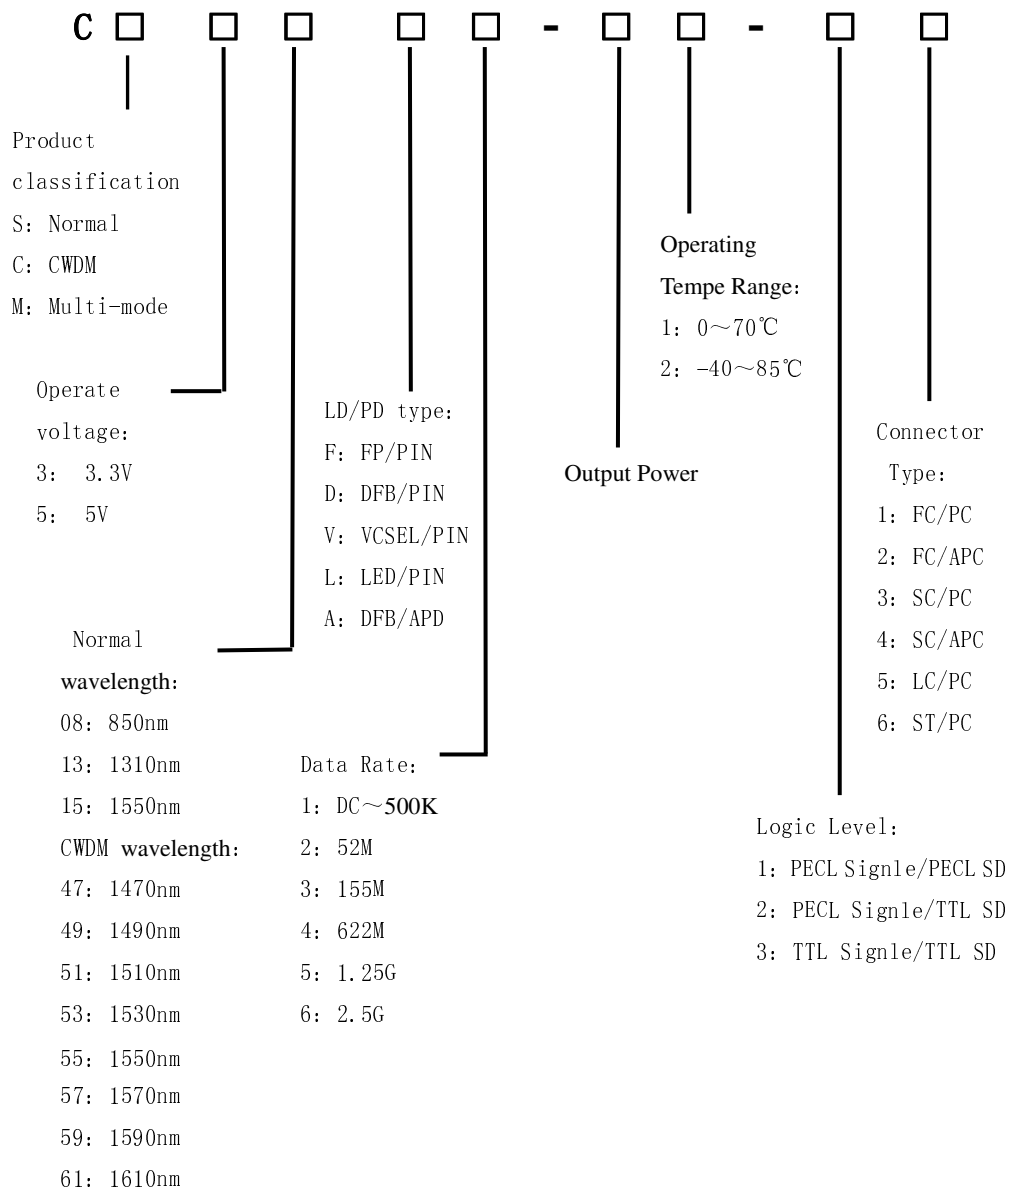 C □ □ □ □ □ - □ □ - □ □
Product
classification
S: Normal
C: CWDM
M: Multi-mode
Operate
voltage:
3: 3.3V
5: 5V
Normal
wavelength:
08: 850nm
13: 1310nm
15: 1550nm
CWDM wavelength:
47: 1470nm
49: 1490nm
51: 1510nm
53: 1530nm
55: 1550nm
57: 1570nm
59: 1590nm
61: 1610nm
LD/PD type:
F: FP/PIN
D: DFB/PIN
V: VCSEL/PIN
L: LED/PIN
A: DFB/APD
Data Rate:
1: DC～500K
2: 52M
3: 155M
4: 622M
5: 1.25G
6: 2.5G
Output Power
Operating
Tempe Range:
1: 0～70℃
2: -40～85℃
Logic Level:
1: PECL Signle/PECL SD
2: PECL Signle/TTL SD
3: TTL Signle/TTL SD
Connector
Type:
1: FC/PC
2: FC/APC
3: SC/PC
4: SC/APC
5: LC/PC
6: ST/PC